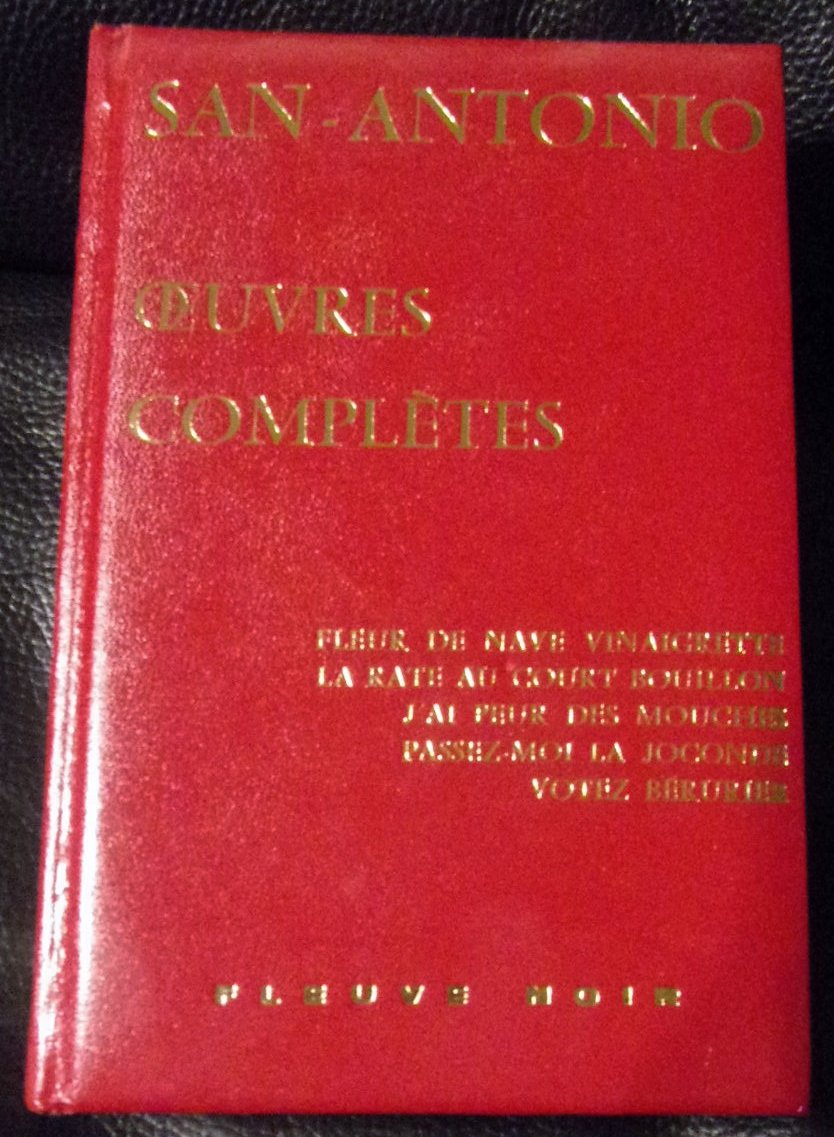 SAN-ANTONIO
ŒUVRES
COMPLÈTES
FLEUR DE NAVE VINAIGRETTE
LA RATE AU COURT BOUILLON
J'AI PEUR DES MOUCHES
PASSEZ-MOI LA JOCONDE
VOTEZ BÉRURIER
FLEUVE NOIR